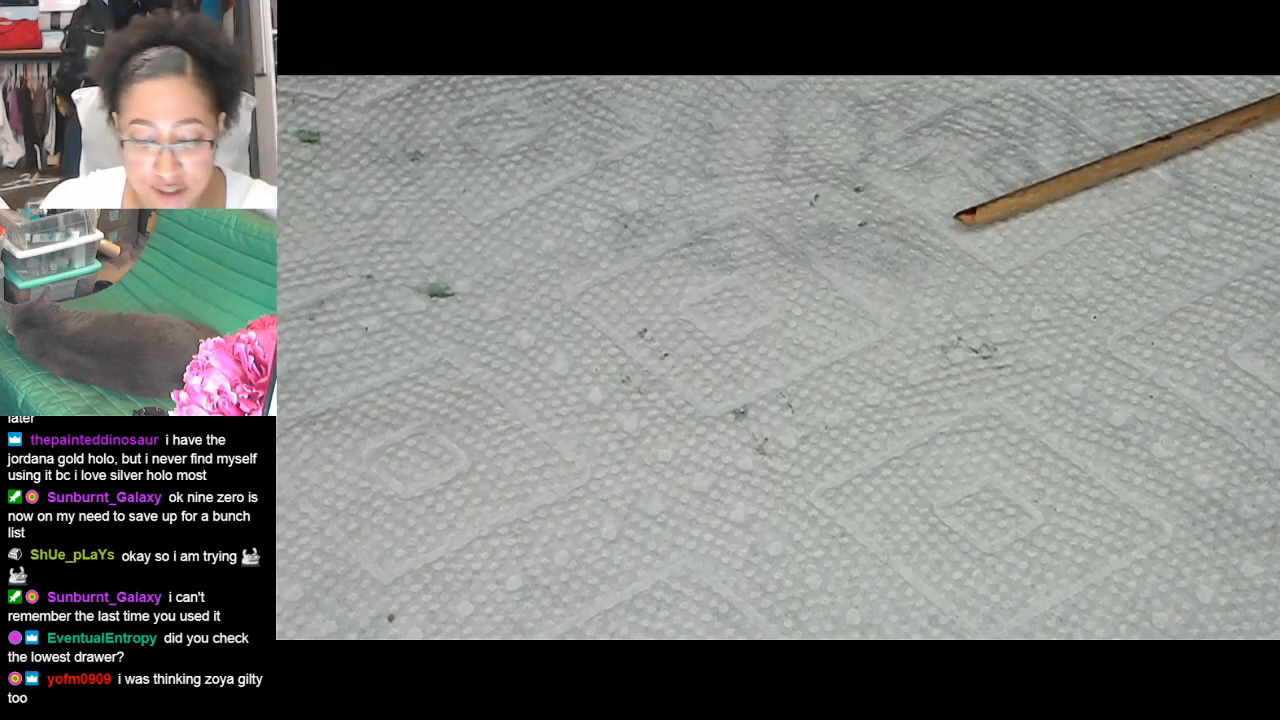 later
thepainteddinosaur i have the
jordana gold holo, but i never find myself
using it bc i love silver holo most
Sunburnt_Galaxy ok nine zero is
now on my need to save up for a bunch
list
ShUe_pLaYs okay so i am trying
Sunburnt_Galaxy i can't
remember the last time you used it
EventualEntropy did you check
the lowest drawer?
yofm0909 i was thinking zoya gilty
too